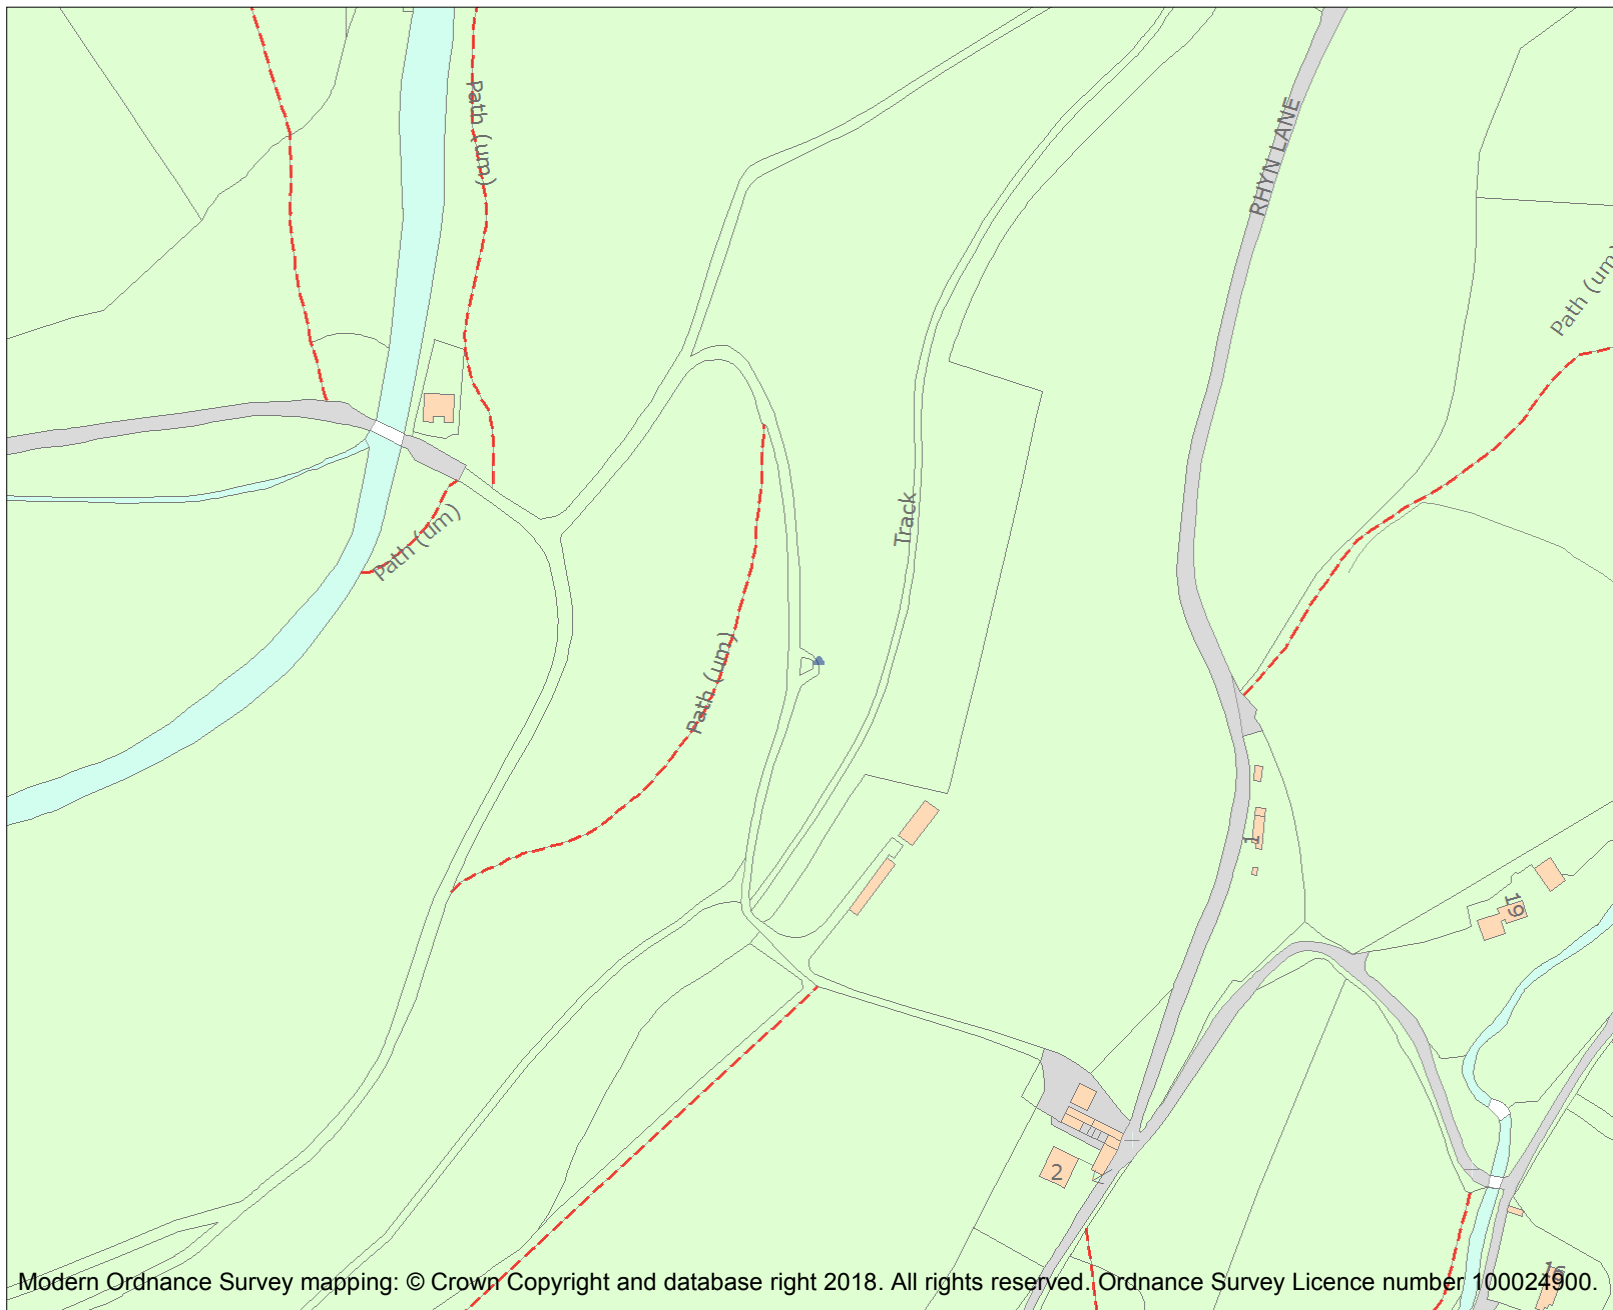 Path (um)
RHYN LANE
Path (um)
Track
Path (um)
Path (um)
1
19
2
16
Modern Ordnance Survey mapping: © Crown Copyright and database right 2018. All rights reserved. Ordnance Survey Licence number 100024900.